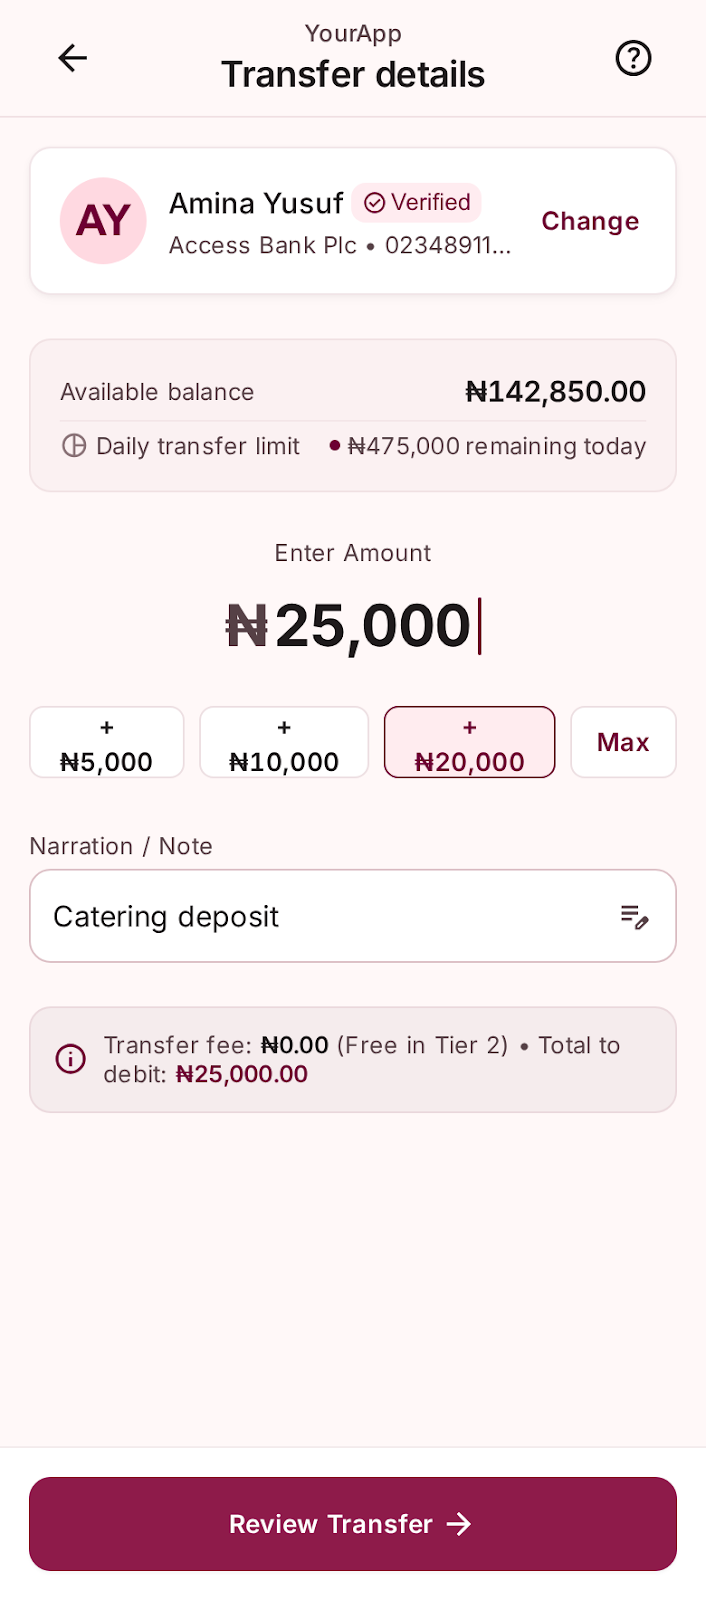 YourApp
Transfer details
AY
Amina Yusuf Verified
Access Bank Plc • 02348911...
Change
Available balance ₦142,850.00
Daily transfer limit • ₦475,000 remaining today
Enter Amount
₦25,000
+
₦5,000
+
₦10,000
+
₦20,000
Max
Narration / Note
Catering deposit
Transfer fee: ₦0.00 (Free in Tier 2) • Total to
debit: ₦25,000.00
Review Transfer →